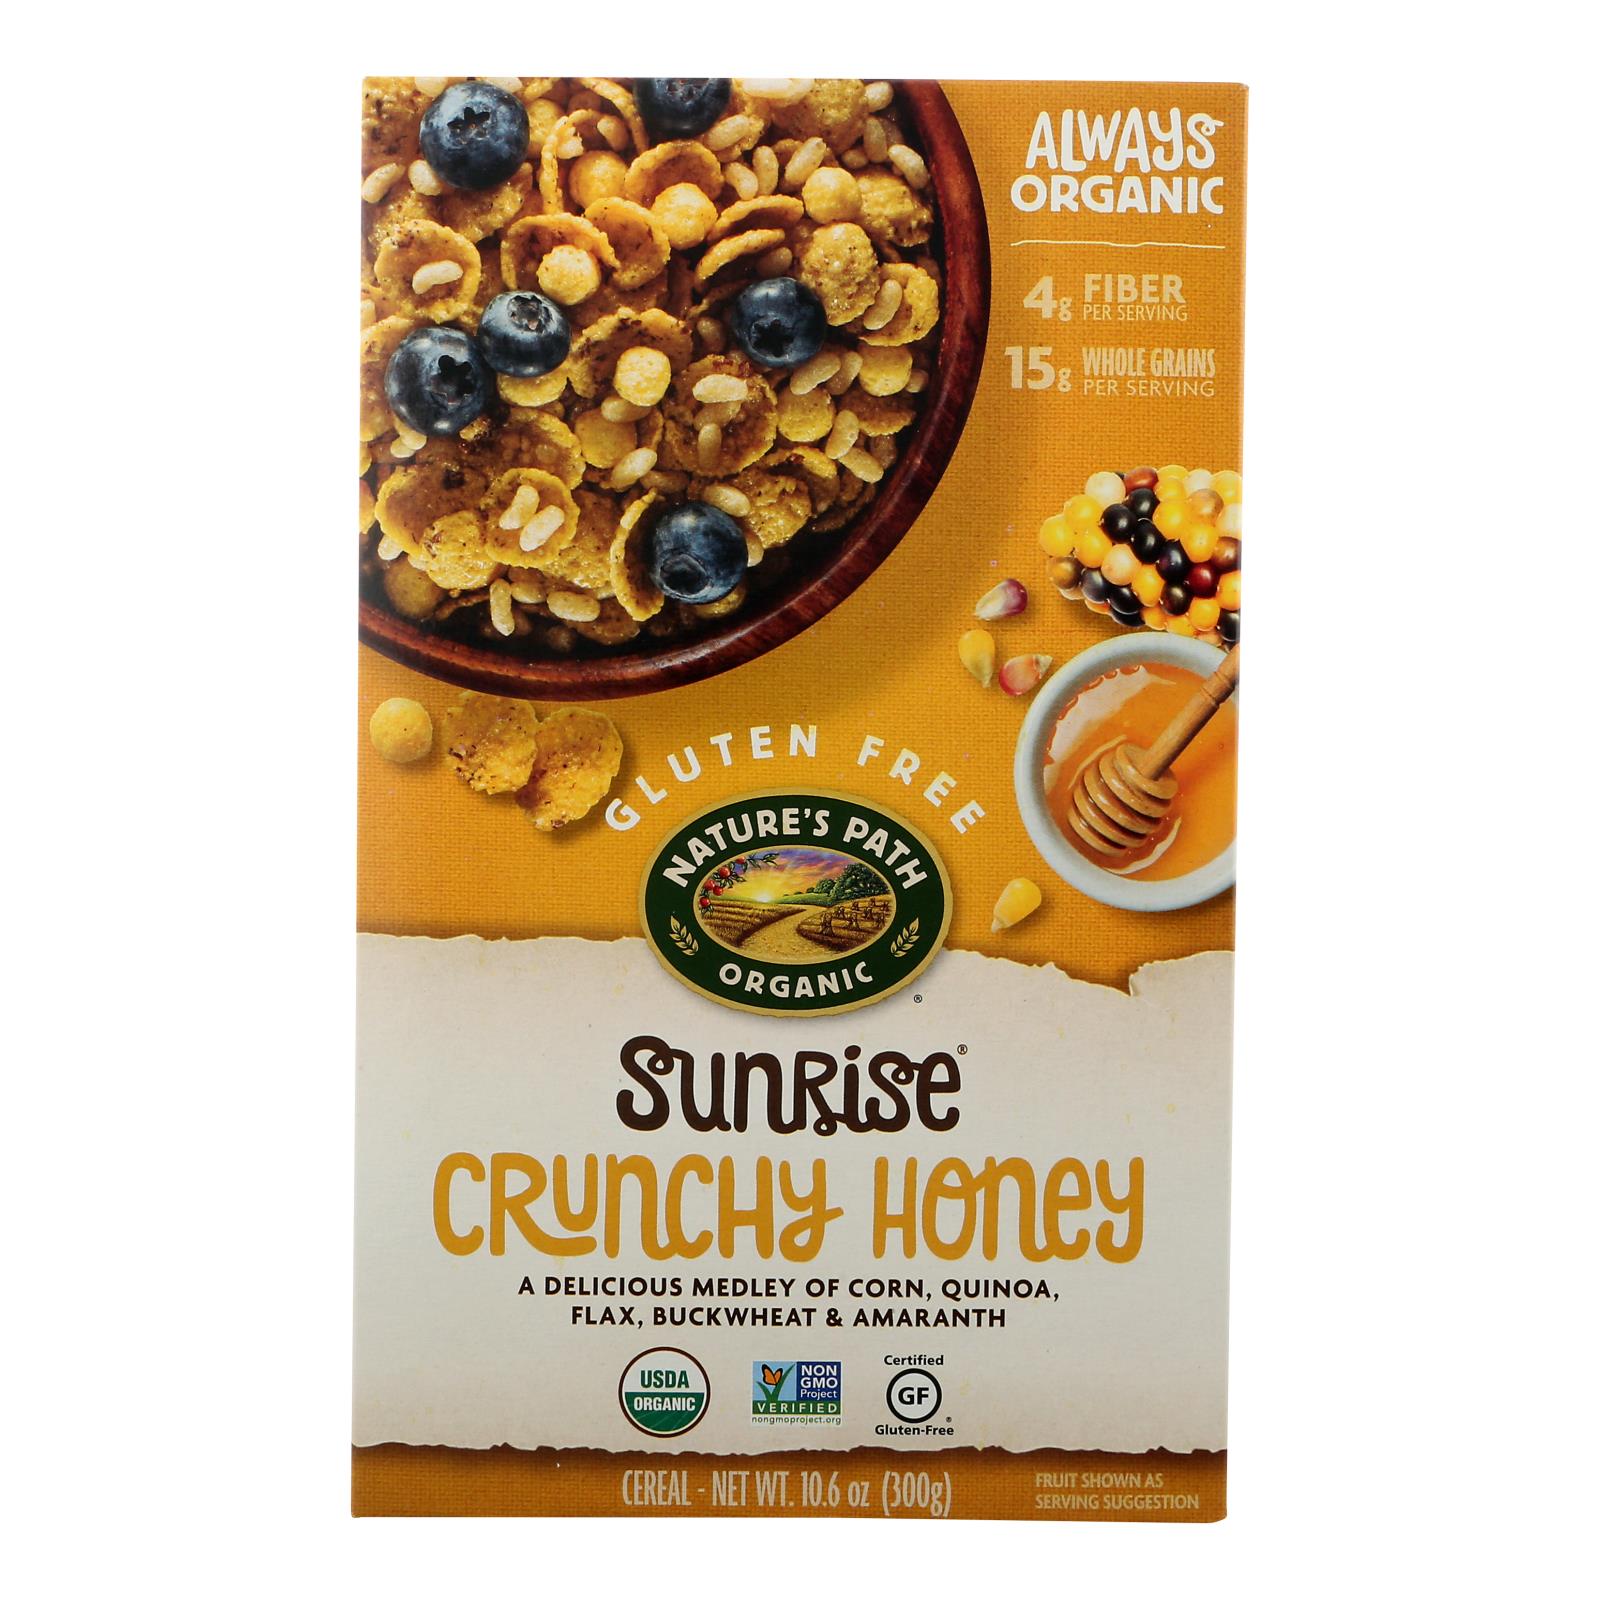 ALWAYS
ORGANIC
4g FIBER
PER SERVING
15g WHOLE GRAINS
PER SERVING
GLUTEN FREE
NATURE'S PATH
ORGANIC
®
SUNRISE®
CRUNCHY HONEY
A DELICIOUS MEDLEY OF CORN, QUINOA,
FLAX, BUCKWHEAT & AMARANTH
USDA
ORGANIC
NON
GMO
Project
VERIFIED
nongmoproject.org
Certified
GF
®
Gluten-Free
CEREAL - NET WT. 10.6 oz (300g)
FRUIT SHOWN AS
SERVING SUGGESTION